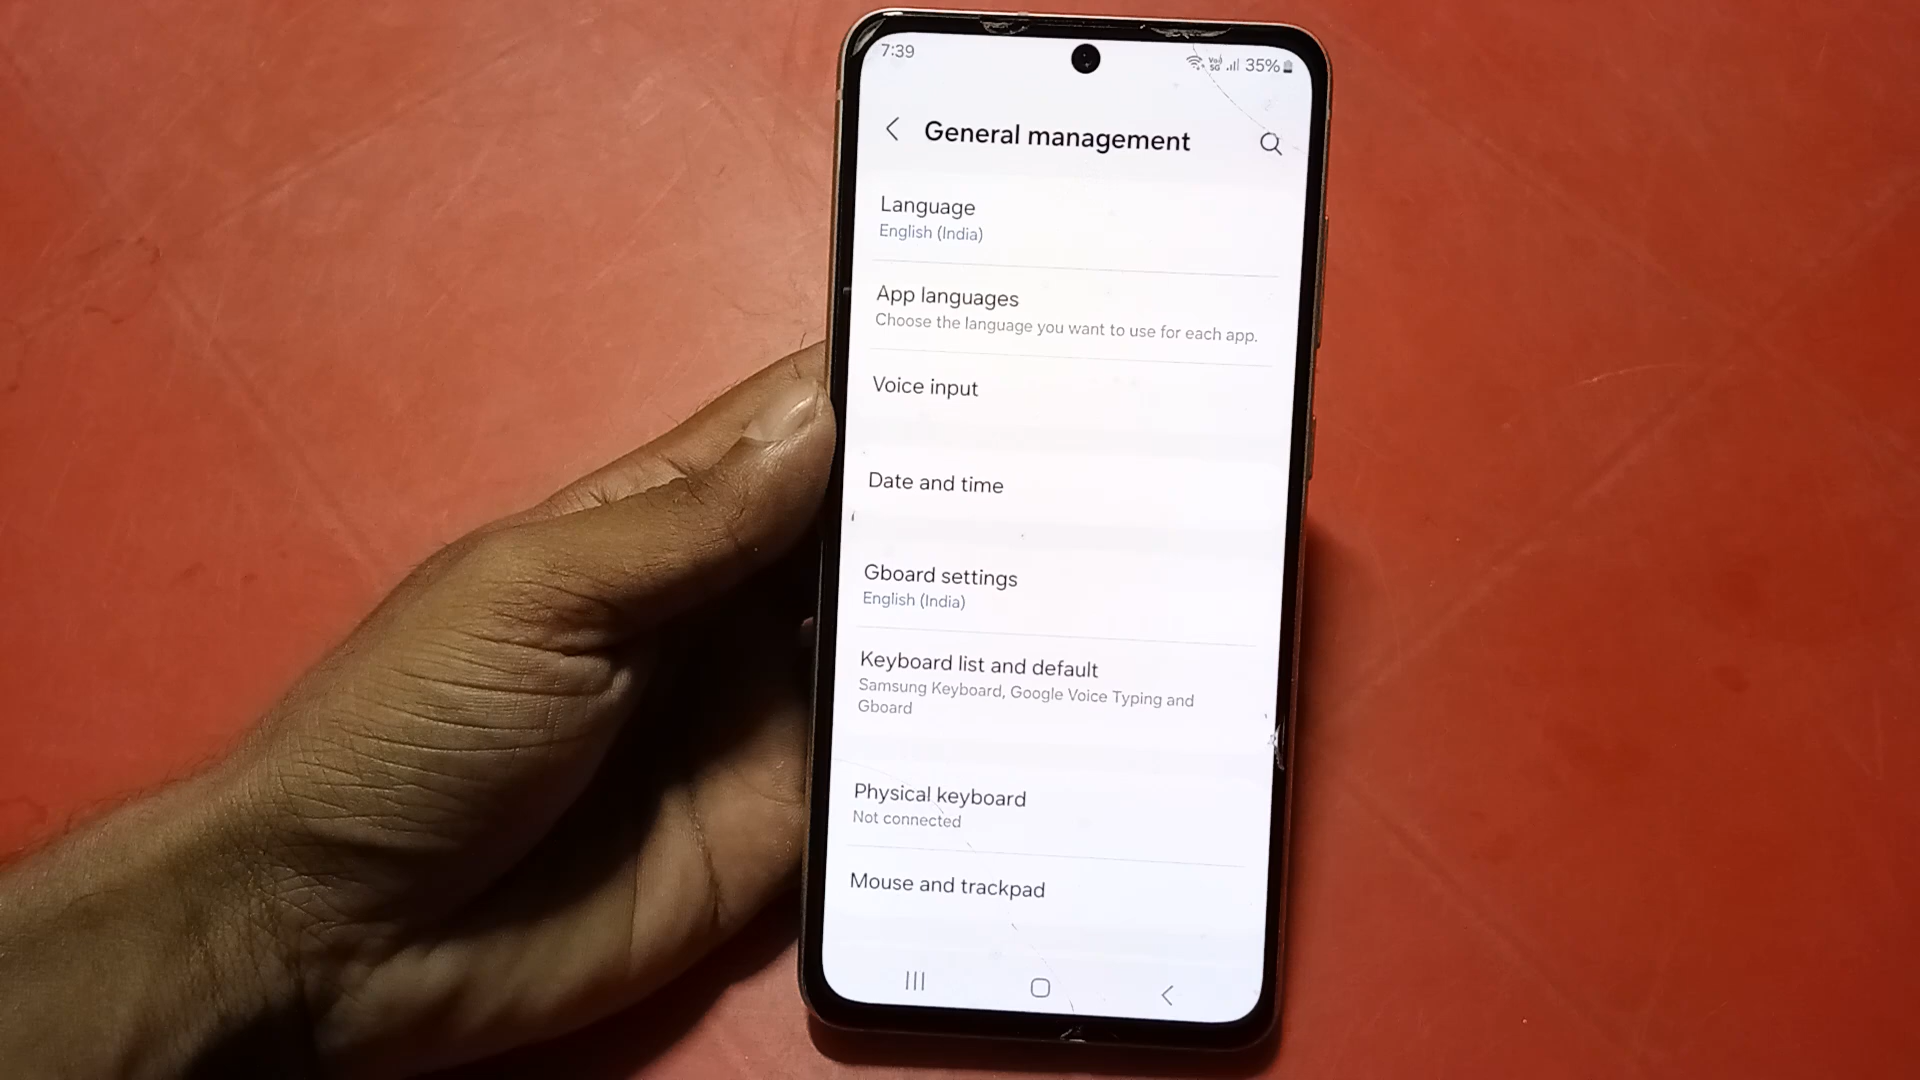 7:39
Vo)) 5G 35%
General management
Language
English (India)
App languages
Choose the language you want to use for each app.
Voice input
Date and time
Gboard settings
English (India)
Keyboard list and default
Samsung Keyboard, Google Voice Typing and
Gboard
Physical keyboard
Not connected
Mouse and trackpad